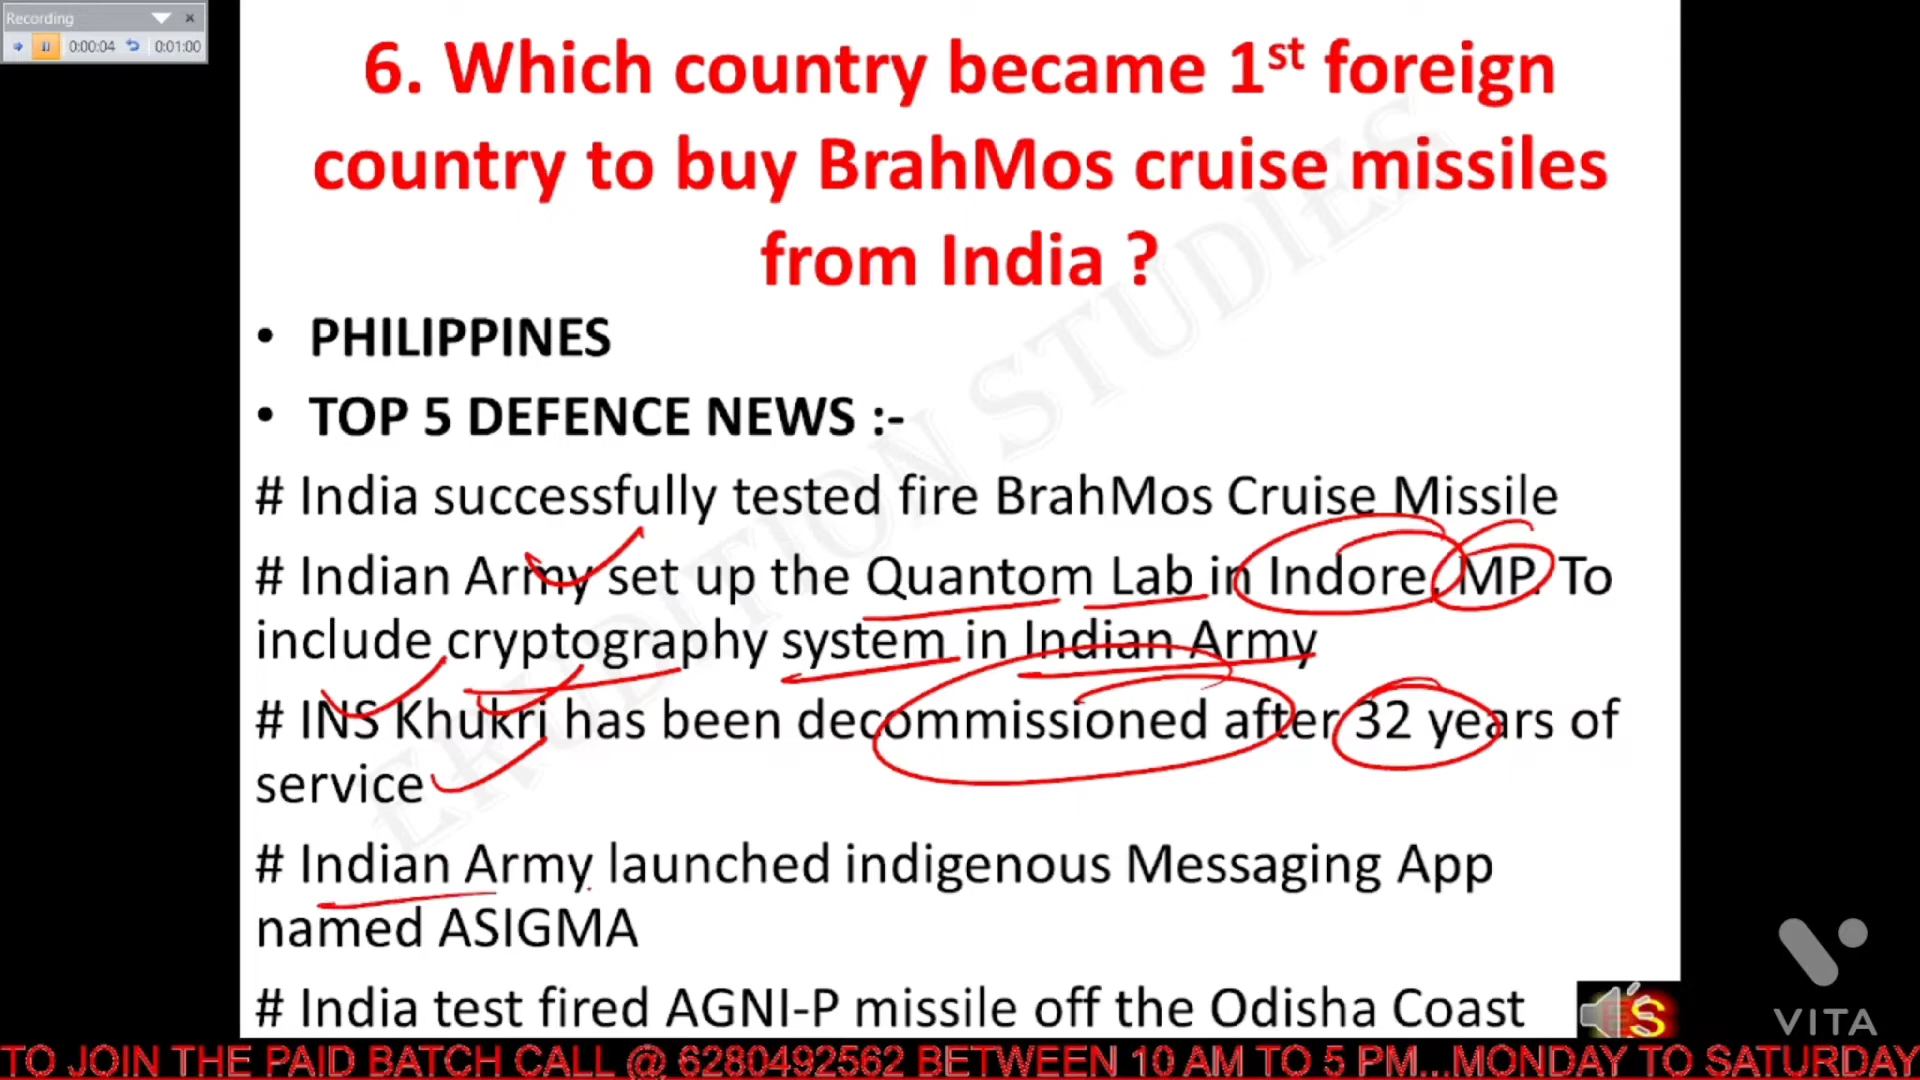 Recording
0:00:04 0:01:00
6. Which country became 1st foreign
country to buy BrahMos cruise missiles
from India ?
• PHILIPPINES
• TOP 5 DEFENCE NEWS :-
# India successfully tested fire BrahMos Cruise Missile
# Indian Army set up the Quantom Lab in Indore, MP. To
include cryptography system in Indian Army
# INS Khukri has been decommissioned after 32 years of
service
# Indian Army launched indigenous Messaging App
named ASIGMA
# India test fired AGNI-P missile off the Odisha Coast
ERUDITION STUDIES
S
VITA
TO JOIN THE PAID BATCH CALL @ 6280492562 BETWEEN 10 AM TO 5 PM...MONDAY TO SATURDAY